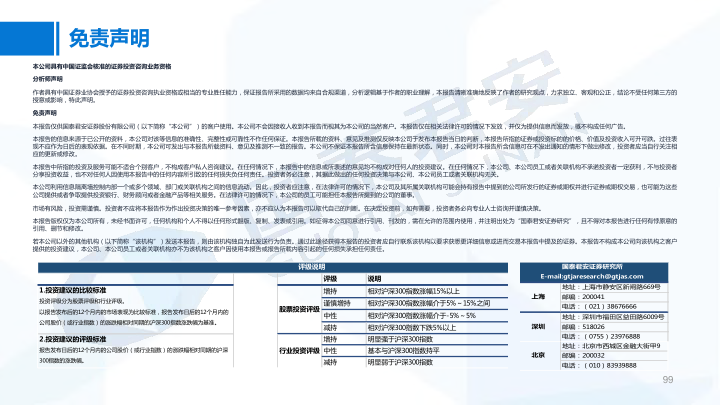 免责声明
本公司具有中国证监会核准的证券投资咨询业务资格
分析师声明
作者具有中国证券业协会授予的证券投资咨询执业资格或相当的专业胜任能力，保证报告所采用的数据均来自合规渠道，分析逻辑基于作者的职业理解，本报告清晰准确地反映了作者的研究观点，力求独立、客观和公正，结论不受任何第三方的
授意或影响，特此声明。
免责声明
本报告仅供国泰君安证券股份有限公司（以下简称“本公司”）的客户使用。本公司不会因接收人收到本报告而视其为本公司的当然客户。本报告仅在相关法律许可的情况下发放，并仅为提供信息而发放，概不构成任何广告。
本报告的信息来源于已公开的资料，本公司对该等信息的准确性、完整性或可靠性不作任何保证。本报告所载的资料、意见及推测仅反映本公司于发布本报告当日的判断，本报告所指的证券或投资标的的价格、价值及投资收入可升可跌。过往表
现不应作为日后的表现依据。在不同时期，本公司可发出与本报告所载资料、意见及推测不一致的报告。本公司不保证本报告所含信息保持在最新状态。同时，本公司对本报告所含信息可在不发出通知的情形下做出修改，投资者应当自行关注相
应的更新或修改。
本报告中所指的投资及服务可能不适合个别客户，不构成客户私人咨询建议。在任何情况下，本报告中的信息或所表述的意见均不构成对任何人的投资建议。在任何情况下，本公司、本公司员工或者关联机构不承诺投资者一定获利，不与投资者
分享投资收益，也不对任何人因使用本报告中的任何内容所引致的任何损失负任何责任。投资者务必注意，其据此做出的任何投资决策与本公司、本公司员工或者关联机构无关。
本公司利用信息隔离墙控制内部一个或多个领域、部门或关联机构之间的信息流动。因此，投资者应注意，在法律许可的情况下，本公司及其所属关联机构可能会持有报告中提到的公司所发行的证券或期权并进行证券或期权交易，也可能为这些
公司提供或者争取提供投资银行、财务顾问或者金融产品等相关服务。在法律许可的情况下，本公司的员工可能担任本报告所提到的公司的董事。
市场有风险，投资需谨慎。投资者不应将本报告作为作出投资决策的唯一参考因素，亦不应认为本报告可以取代自己的判断。在决定投资前，如有需要，投资者务必向专业人士咨询并谨慎决策。
本报告版权仅为本公司所有，未经书面许可，任何机构和个人不得以任何形式翻版、复制、发表或引用。如征得本公司同意进行引用、刊发的，需在允许的范围内使用，并注明出处为“国泰君安证券研究”，且不得对本报告进行任何有悖原意的
引用、删节和修改。
若本公司以外的其他机构（以下简称“该机构”）发送本报告，则由该机构独自为此发送行为负责。通过此途径获得本报告的投资者应自行联系该机构以要求获悉更详细信息或进而交易本报告中提及的证券。本报告不构成本公司向该机构之客户
提供的投资建议，本公司、本公司员工或者关联机构亦不为该机构之客户因使用本报告或报告所载内容引起的任何损失承担任何责任。
评级说明
评级 说明
1.投资建议的比较标准
投资评级分为股票评级和行业评级。
以报告发布后的12个月内的市场表现为比较标准，报告发布日后的12个月内的
公司股价（或行业指数）的涨跌幅相对同期的沪深300指数涨跌幅为基准。
股票投资评级
增持 相对沪深300指数涨幅15%以上
谨慎增持 相对沪深300指数涨幅介于5%～15%之间
中性 相对沪深300指数涨幅介于-5%～5%
减持 相对沪深300指数下跌5%以上
2.投资建议的评级标准
报告发布日后的12个月内的公司股价（或行业指数）的涨跌幅相对同期的沪深
300指数的涨跌幅。
行业投资评级
增持 明显强于沪深300指数
中性 基本与沪深300指数持平
减持 明显弱于沪深300指数
国泰君安证券研究所
E-mail:gtjaresearch@gtjas.com
上海
地址：上海市静安区新闸路669号
邮编：200041
电话：（021）38676666
深圳
地址：深圳市福田区益田路6009号
邮编：518026
电话：（0755）23976888
北京
地址：北京市西城区金融大街甲9
邮编：200032
电话：（010）83939888
99